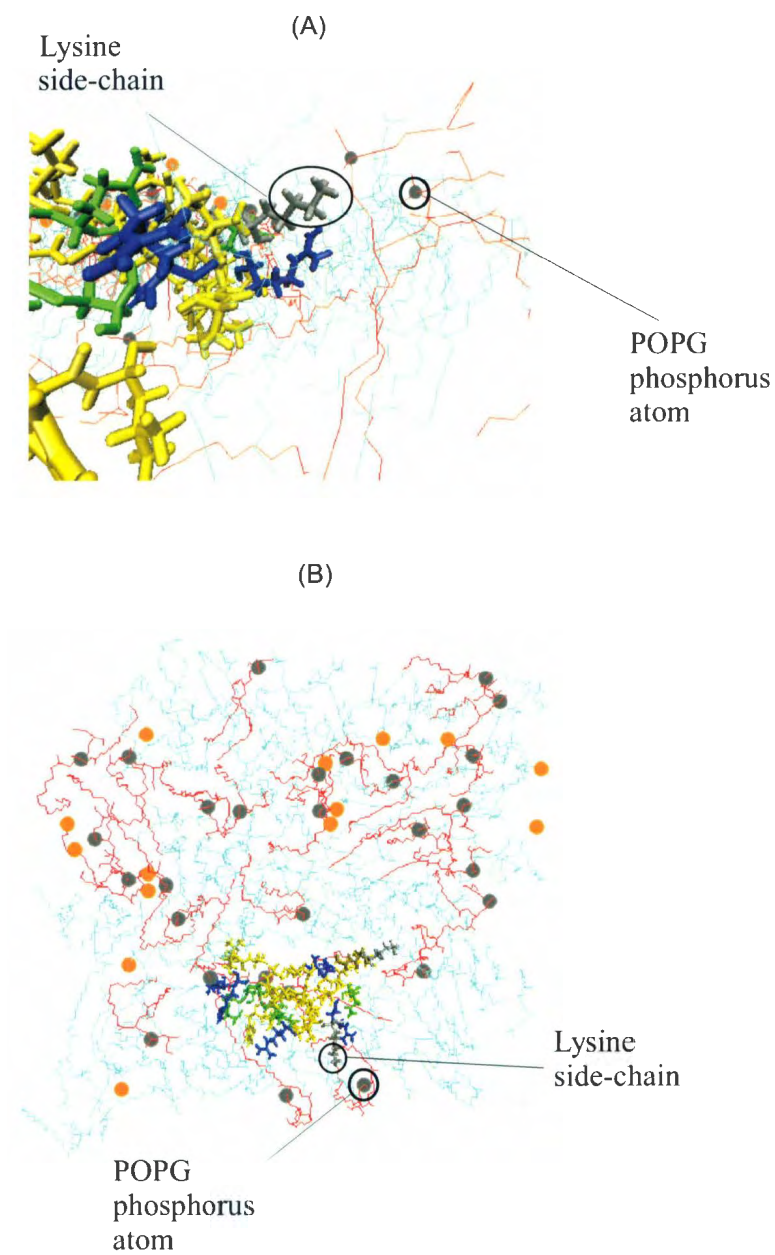 (A)
Lysine
side-chain
POPG
phosphorus
atom
(B)
Lysine
side-chain
POPG
phosphorus
atom